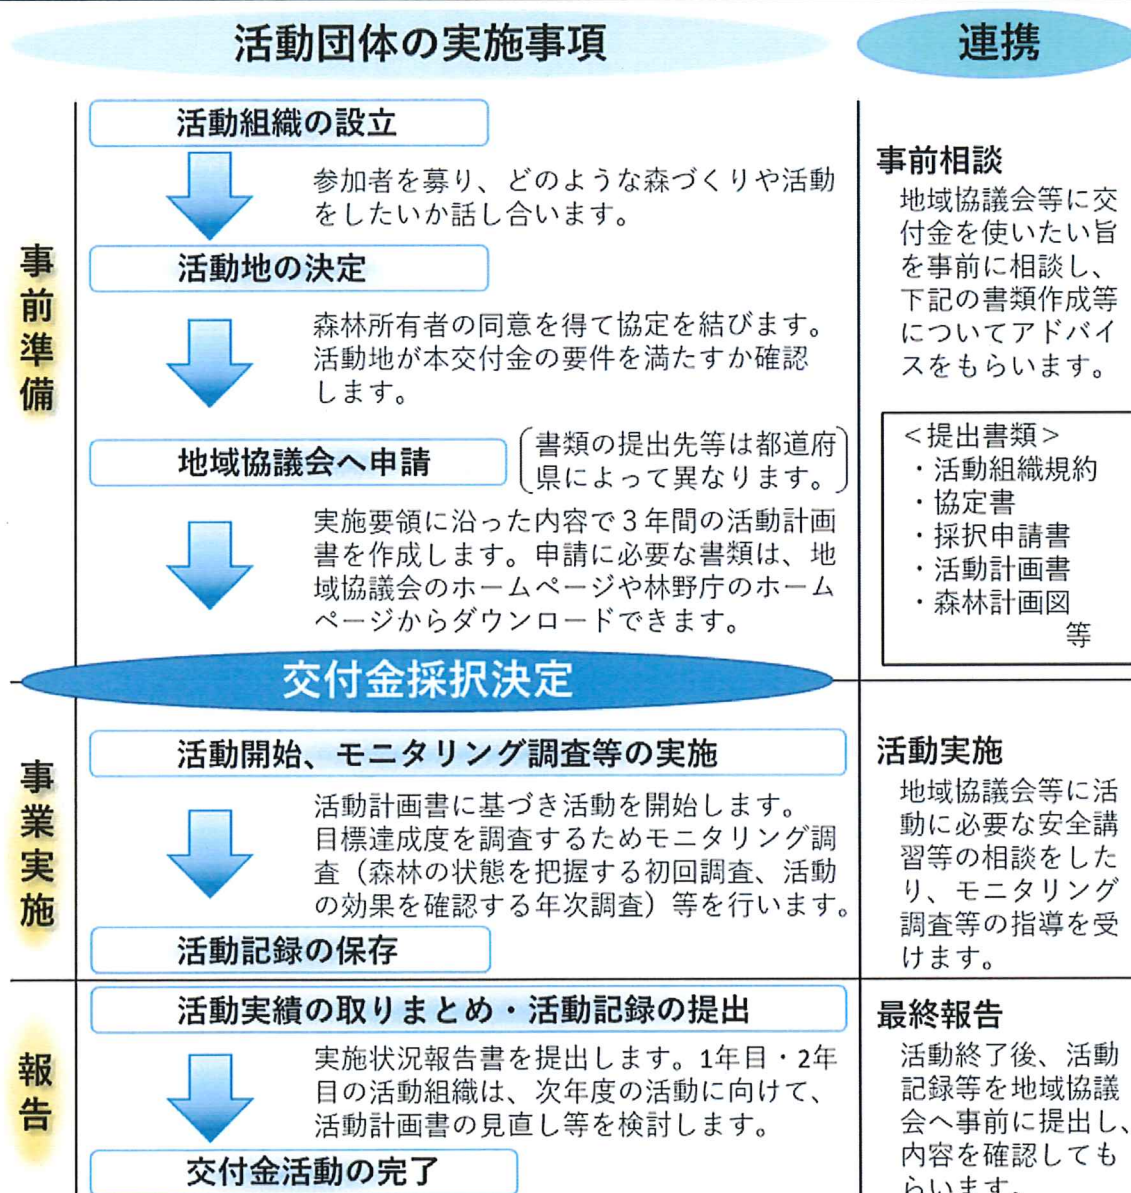 活動団体の実施事項
連携
事前準備
活動組織の設立
参加者を募り、どのような森づくりや活動
をしたいか話し合います。
活動地の決定
森林所有者の同意を得て協定を結びます。
活動地が本交付金の要件を満たすか確認
します。
地域協議会へ申請
書類の提出先等は都道府
県によって異なります。
実施要領に沿った内容で3年間の活動計画
書を作成します。申請に必要な書類は、地
域協議会のホームページや林野庁のホーム
ページからダウンロードできます。
事前相談
地域協議会等に交
付金を使いたい旨
を事前に相談し、
下記の書類作成等
についてアドバイ
スをもらいます。
<提出書類>
・活動組織規約
・協定書
・採択申請書
・活動計画書
・森林計画図
等
交付金採択決定
事業実施
活動開始、モニタリング調査等の実施
活動計画書に基づき活動を開始します。
目標達成度を調査するためモニタリング調
査（森林の状態を把握する初回調査、活動
の効果を確認する年次調査）等を行います。
活動記録の保存
活動実施
地域協議会等に活
動に必要な安全講
習等の相談をした
り、モニタリング
調査等の指導を受
けます。
報告
活動実績の取りまとめ・活動記録の提出
実施状況報告書を提出します。1年目・2年
目の活動組織は、次年度の活動に向けて、
活動計画書の見直し等を検討します。
交付金活動の完了
最終報告
活動終了後、活動
記録等を地域協議
会へ事前に提出し、
内容を確認しても
らいます。